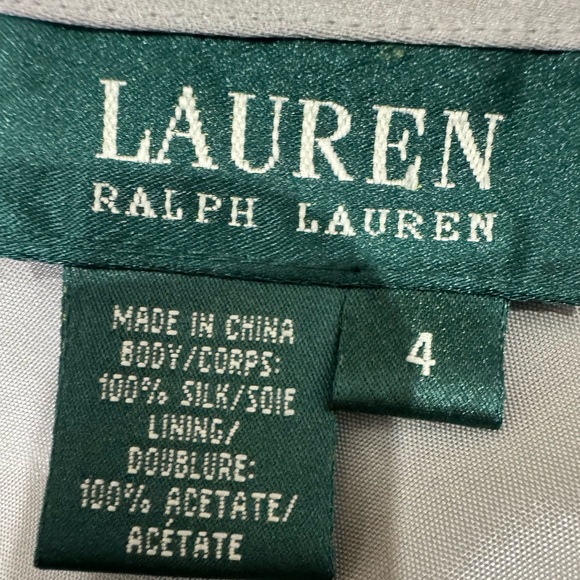 LAUREN
RALPH LAUREN
MADE IN CHINA
BODY/CORPS:
100% SILK/SOIE
LINING/
DOUBLURE:
100% ACETATE/
ACÉTATE
4